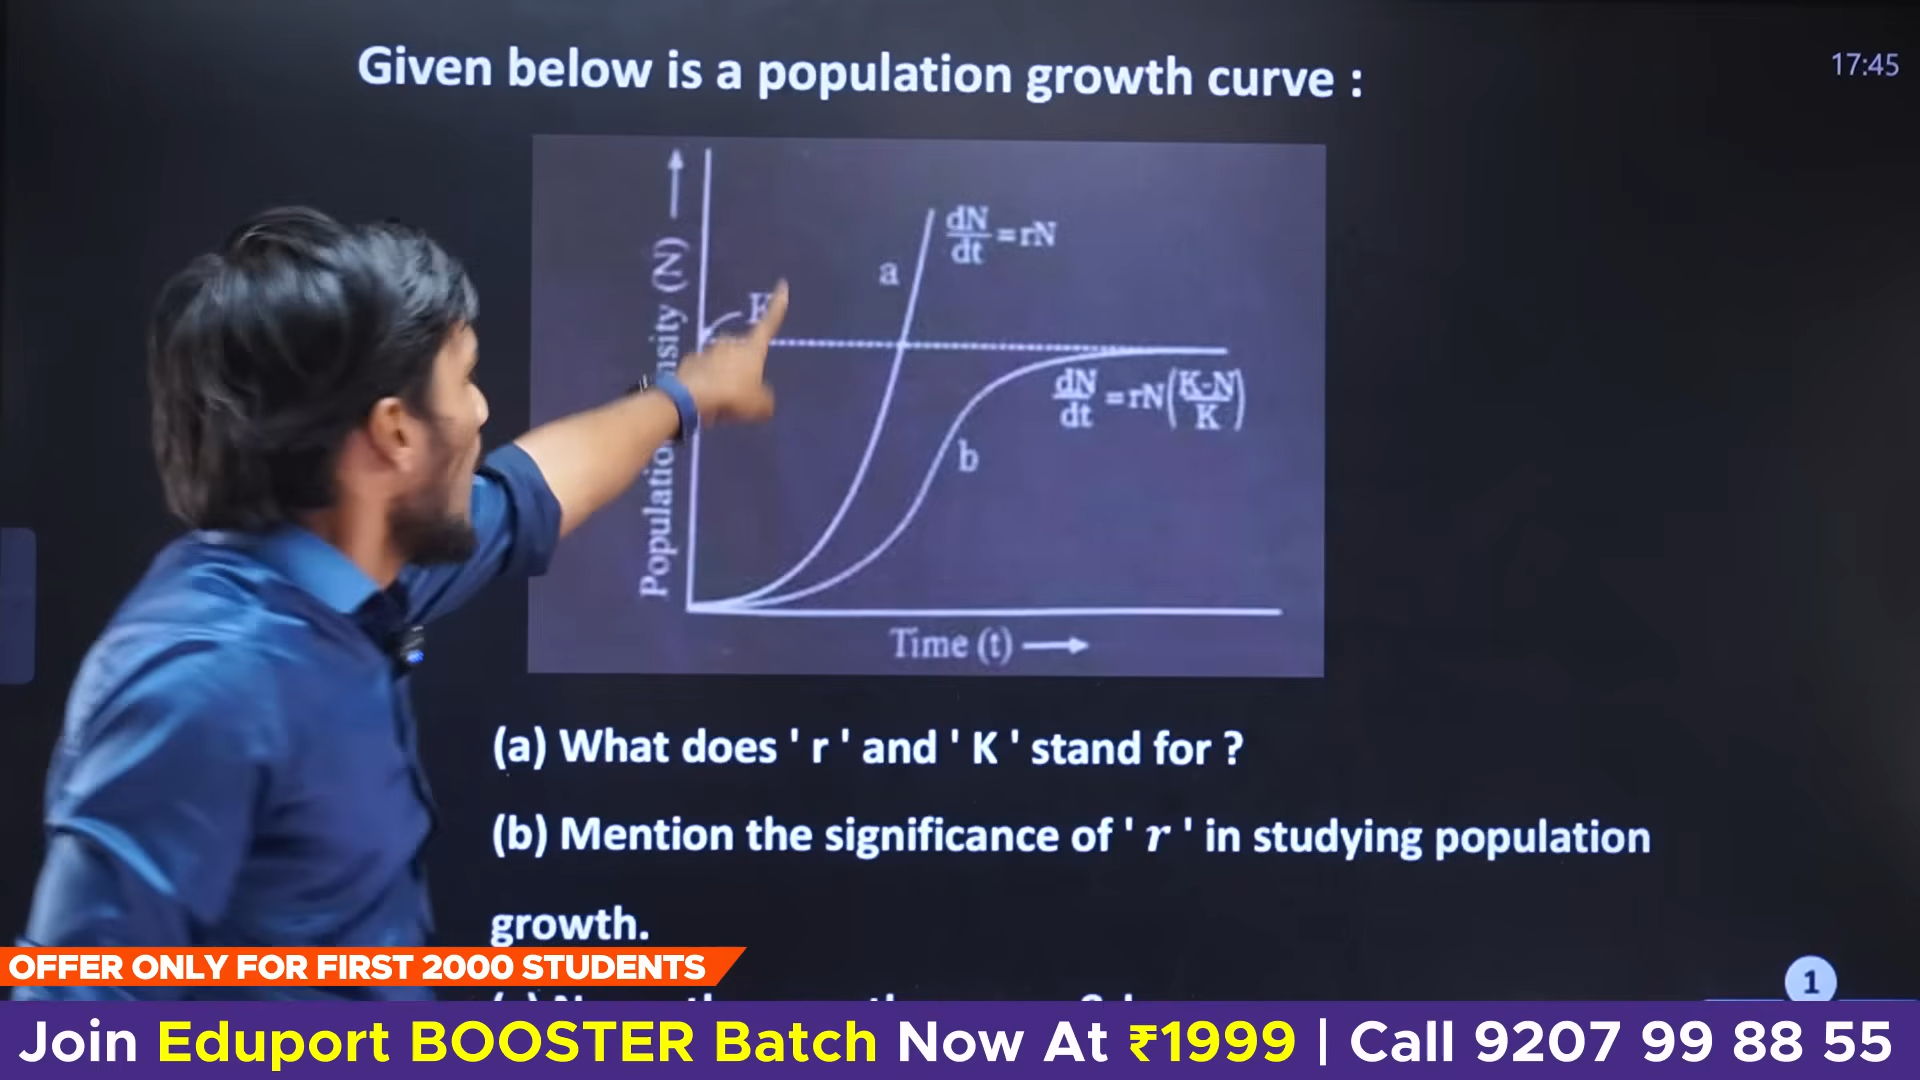 Given below is a population growth curve :
17:45
dN/dt = rN
a
K
dN/dt = rN(K-N/K)
b
Time (t)
(a) What does ' r ' and ' K ' stand for ?
(b) Mention the significance of ' r ' in studying population
growth.
OFFER ONLY FOR FIRST 2000 STUDENTS
1
Join Eduport BOOSTER Batch Now At ₹1999 | Call 9207 99 88 55